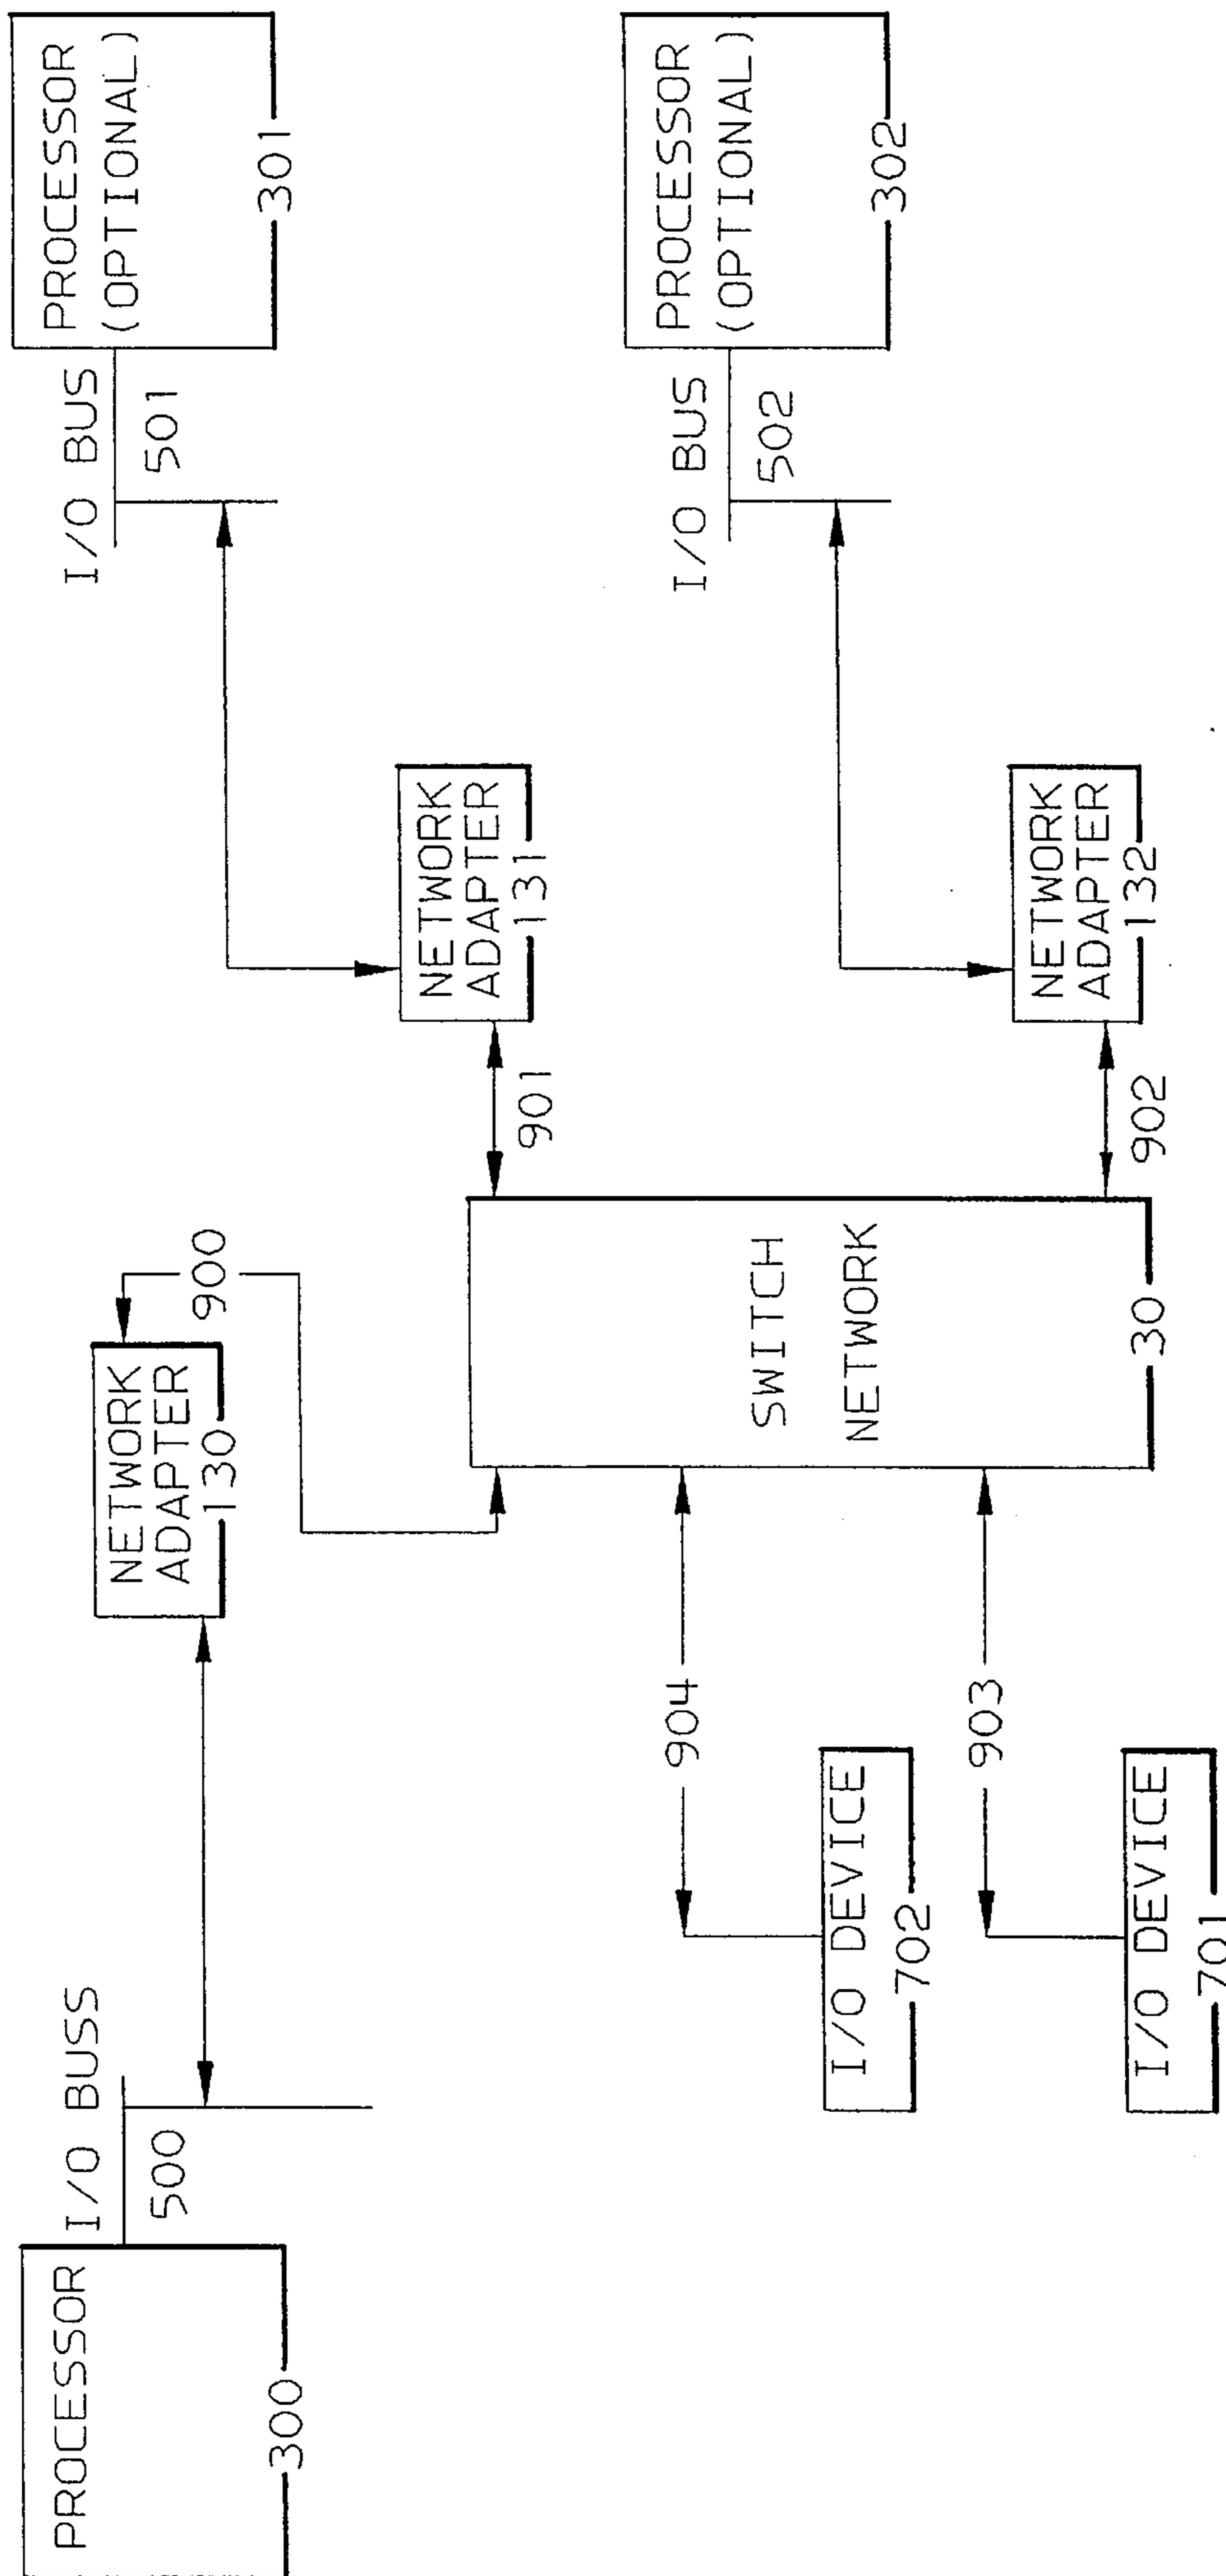 PROCESSOR
300
I/O BUSS
500
NETWORK
ADAPTER
130
900
I/O BUS
501
PROCESSOR
(OPTIONAL)
301
NETWORK
ADAPTER
131
901
SWITCH
NETWORK
30
904
I/O DEVICE
702
903
I/O DEVICE
701
I/O BUS
502
PROCESSOR
(OPTIONAL)
302
NETWORK
ADAPTER
132
902